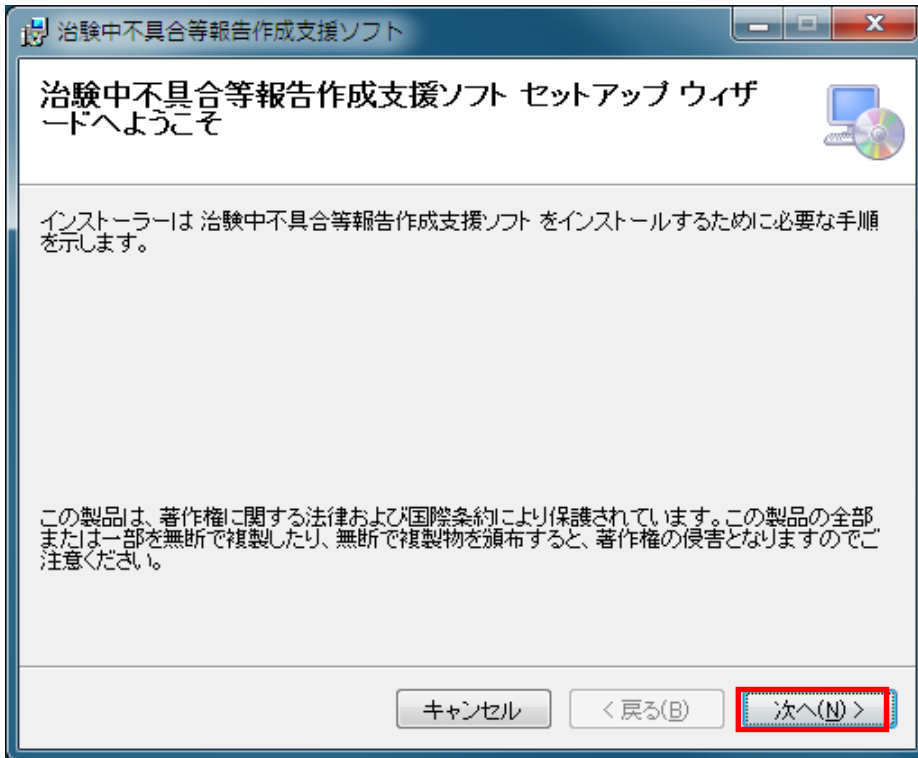 治験中不具合等報告作成支援ソフト
治験中不具合等報告作成支援ソフト セットアップ ウィザ
ードへようこそ
インストーラーは 治験中不具合等報告作成支援ソフト をインストールするために必要な手順
を示します。
この製品は、著作権に関する法律および国際条約により保護されています。この製品の全部
または一部を無断で複製したり、無断で複製物を頒布すると、著作権の侵害となりますのでご
注意ください。
キャンセル
< 戻る(B)
次へ(N) >